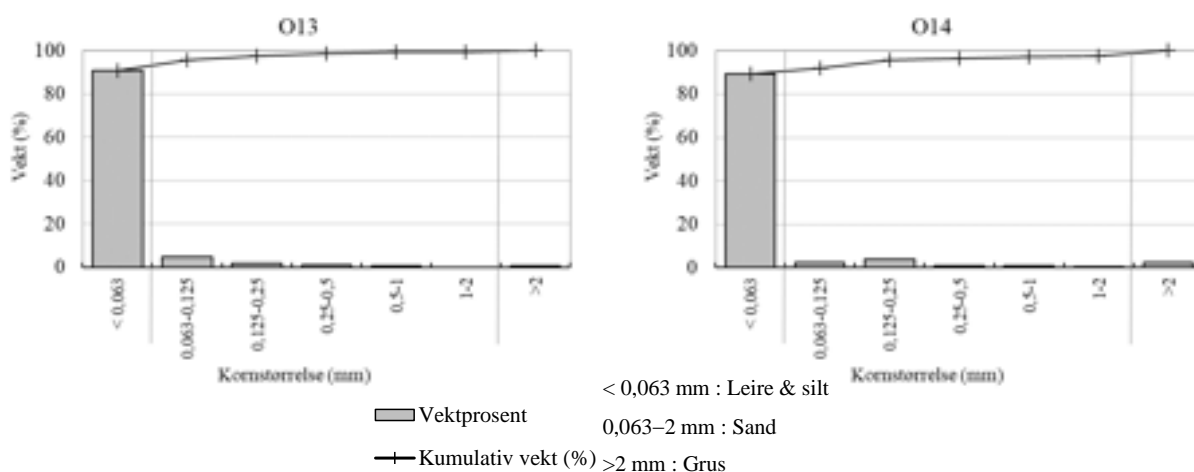 O13
100
80
60
40
20
0
Vekt (%)
< 0,063
0,063-0,125
0,125-0,25
0,25-0,5
0,5-1
1-2
>2
Kornstørrelse (mm)
O14
100
80
60
40
20
0
Vekt (%)
< 0,063
0,063-0,125
0,125-0,25
0,25-0,5
0,5-1
1-2
>2
Kornstørrelse (mm)
Vektprosent
Kumulativ vekt (%)
< 0,063 mm : Leire & silt
0,063–2 mm : Sand
>2 mm : Grus